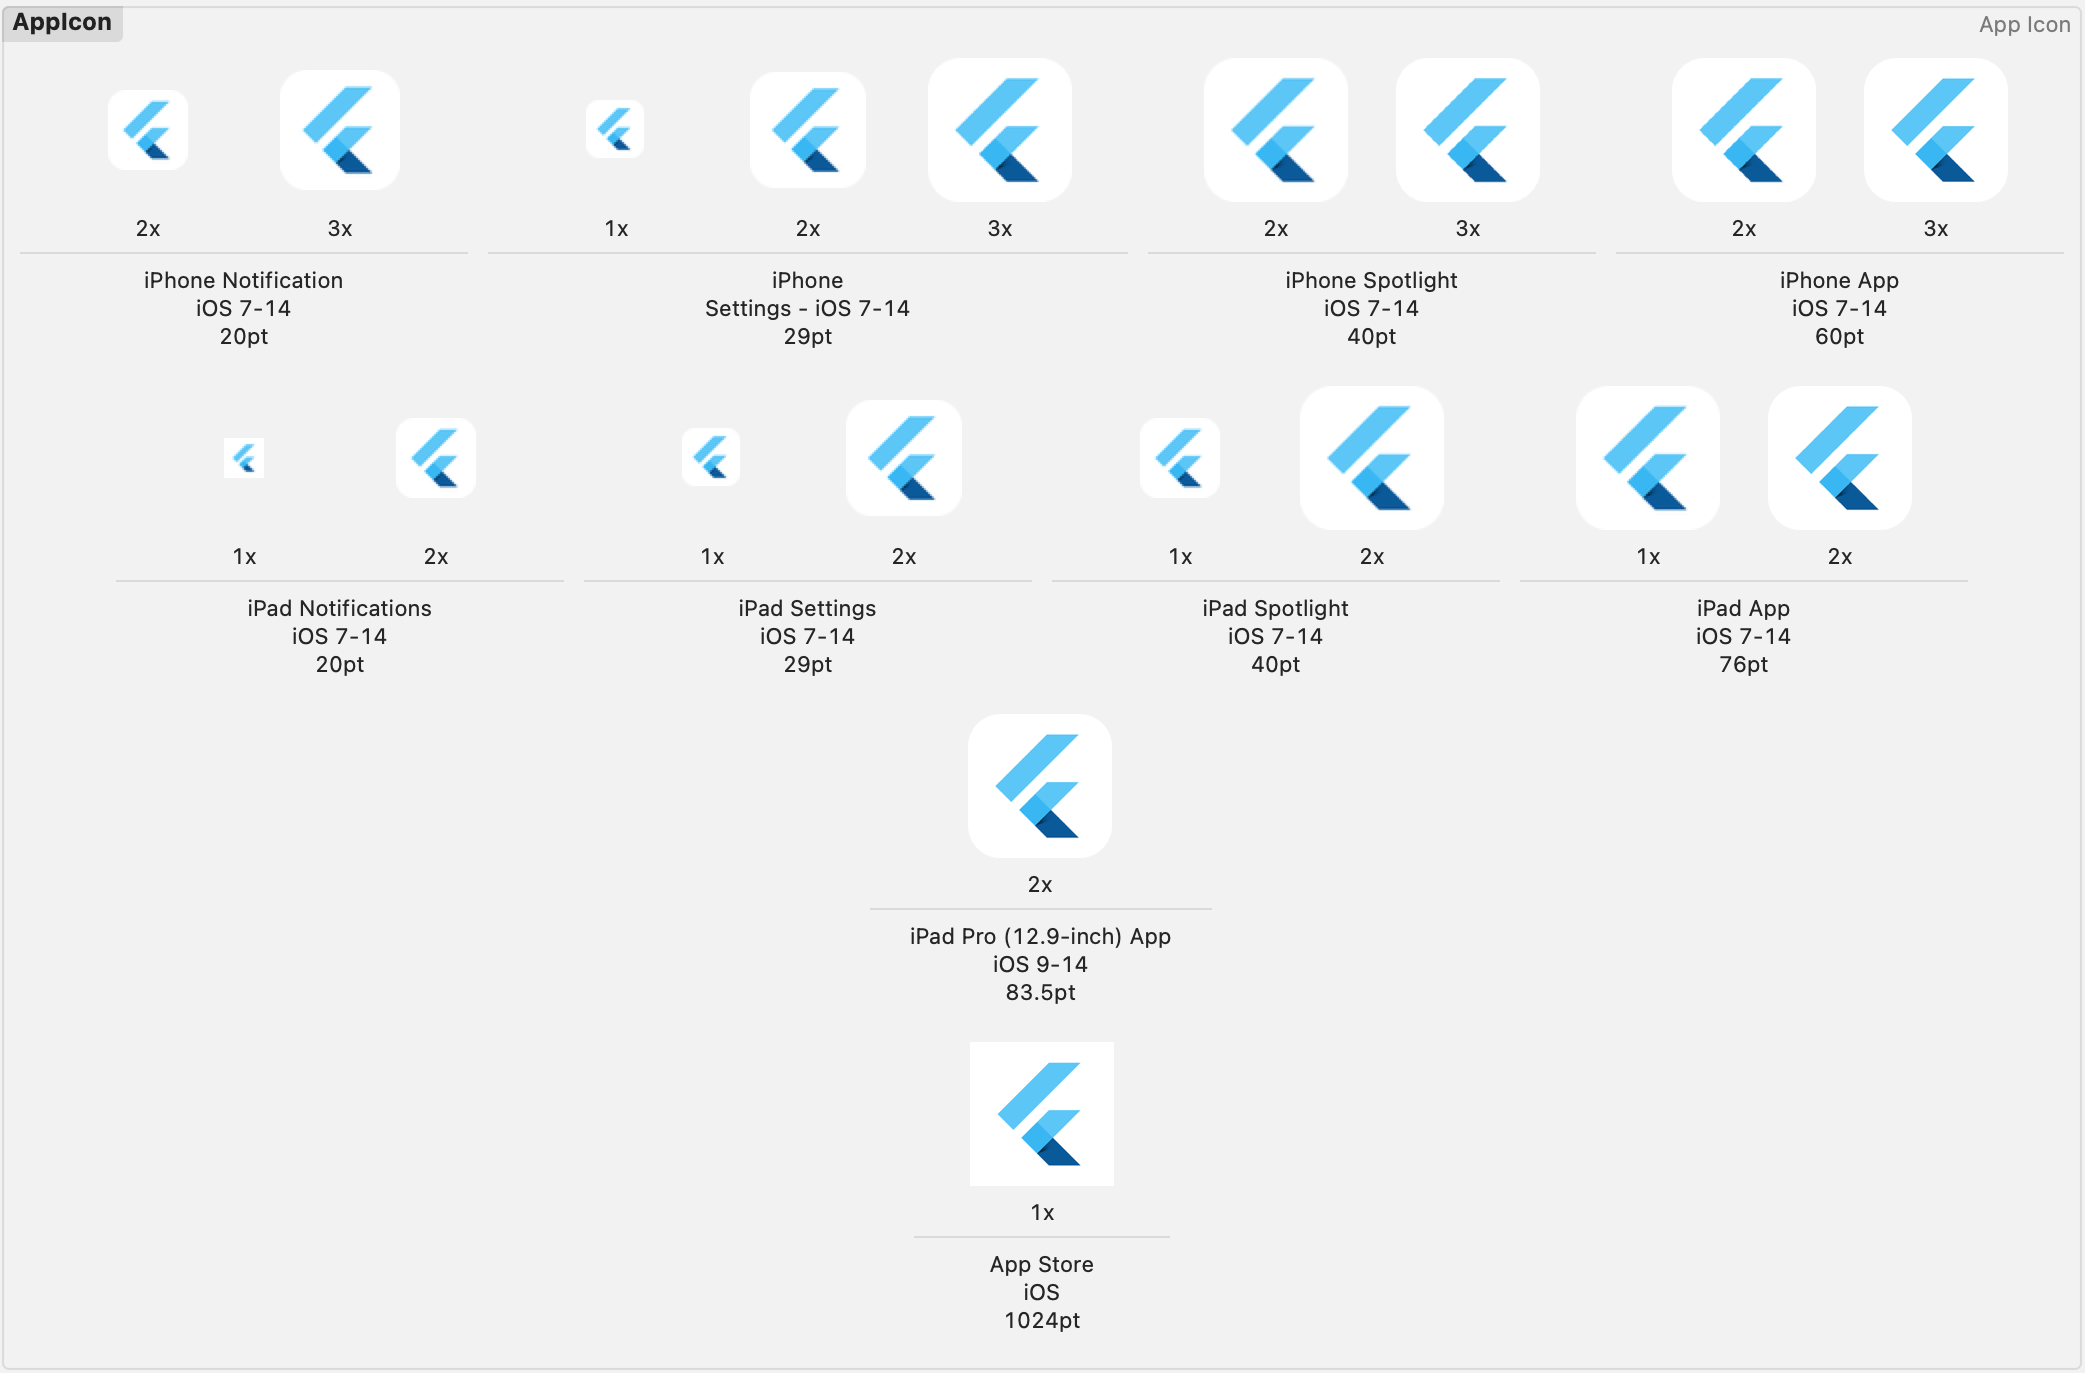 AppIcon
App Icon
2x
3x
1x
2x
3x
2x
3x
2x
3x
iPhone Notification
iOS 7-14
20pt
iPhone
Settings - iOS 7-14
29pt
iPhone Spotlight
iOS 7-14
40pt
iPhone App
iOS 7-14
60pt
1x
2x
1x
2x
1x
2x
1x
2x
iPad Notifications
iOS 7-14
20pt
iPad Settings
iOS 7-14
29pt
iPad Spotlight
iOS 7-14
40pt
iPad App
iOS 7-14
76pt
2x
iPad Pro (12.9-inch) App
iOS 9-14
83.5pt
1x
App Store
iOS
1024pt